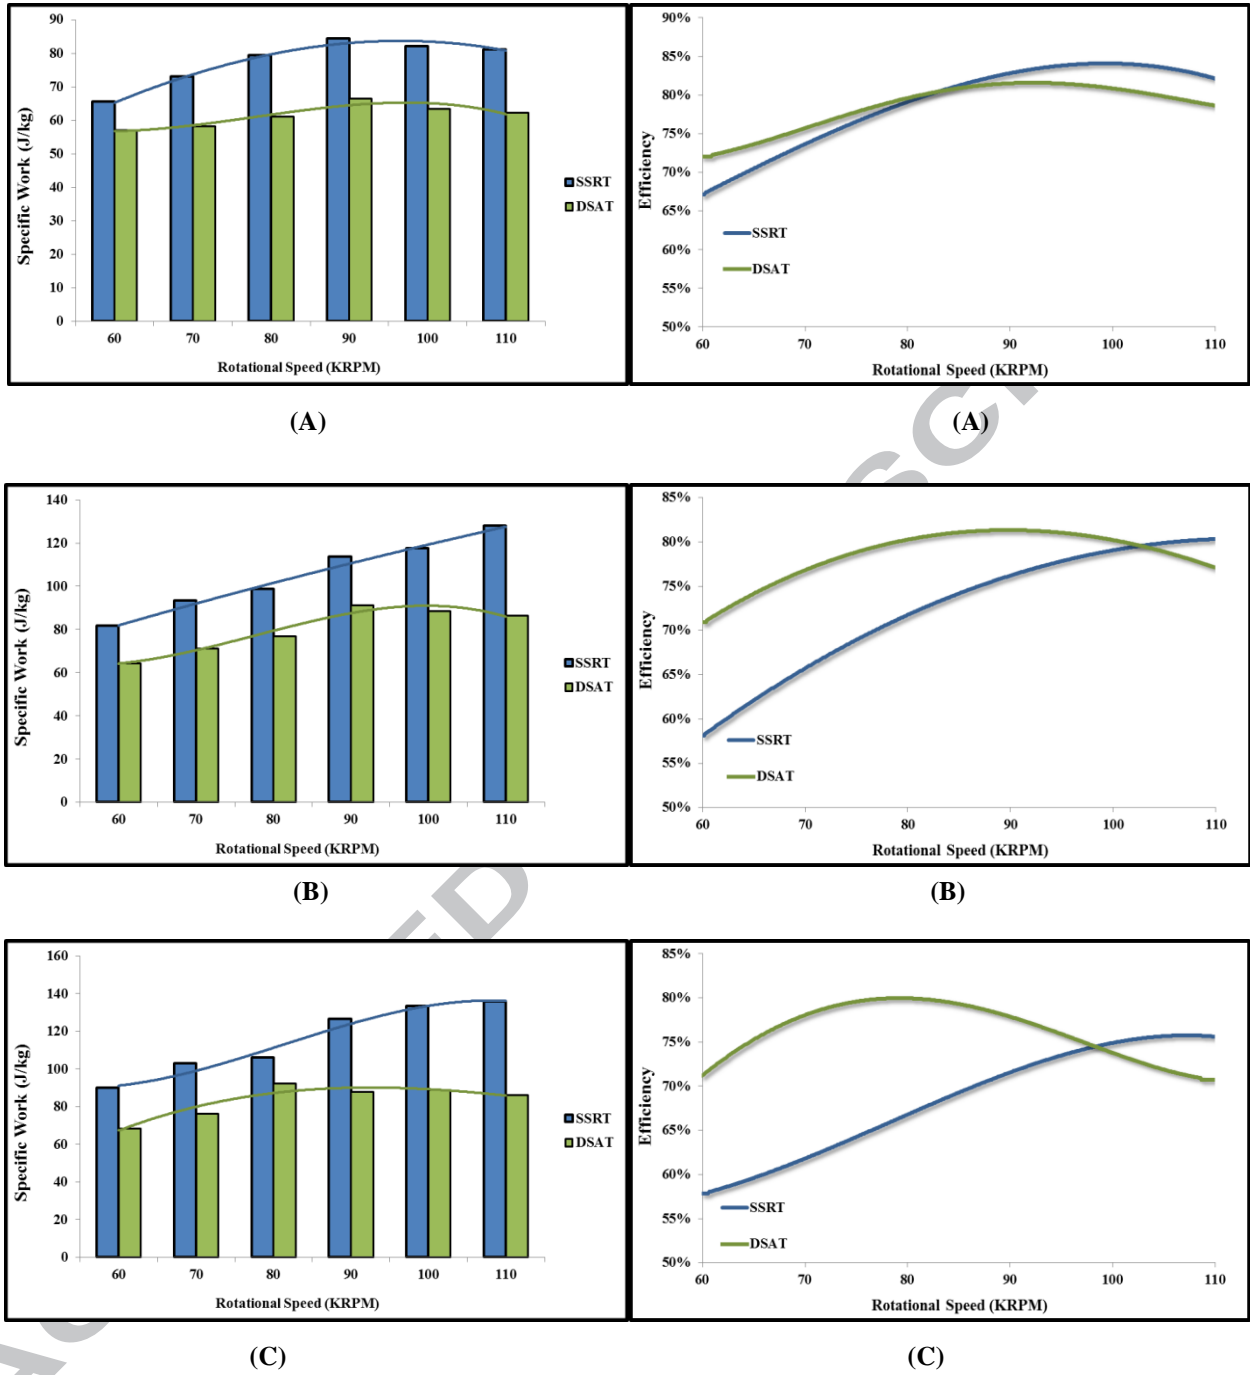 90
80
70
60
50
40
30
20
10
0
Specific Work (J/kg)
60 70 80 90 100 110
Rotational Speed (KRPM)
SSRT
DSAT
(A)
90%
85%
80%
75%
70%
65%
60%
55%
50%
Efficiency
SSRT
DSAT
60 70 80 90 100 110
Rotational Speed (KRPM)
(A)
140
120
100
80
60
40
20
0
Specific Work (J/kg)
60 70 80 90 100 110
Rotational Speed (KRPM)
SSRT
DSAT
(B)
85%
80%
75%
70%
65%
60%
55%
50%
Efficiency
SSRT
DSAT
60 70 80 90 100 110
Rotational Speed (KRPM)
(B)
160
140
120
100
80
60
40
20
0
Specific Work (J/kg)
60 70 80 90 100 110
Rotational Speed (KRPM)
SSRT
DSAT
(C)
85%
80%
75%
70%
65%
60%
55%
50%
Efficiency
SSRT
DSAT
60 70 80 90 100 110
Rotational Speed (KRPM)
(C)